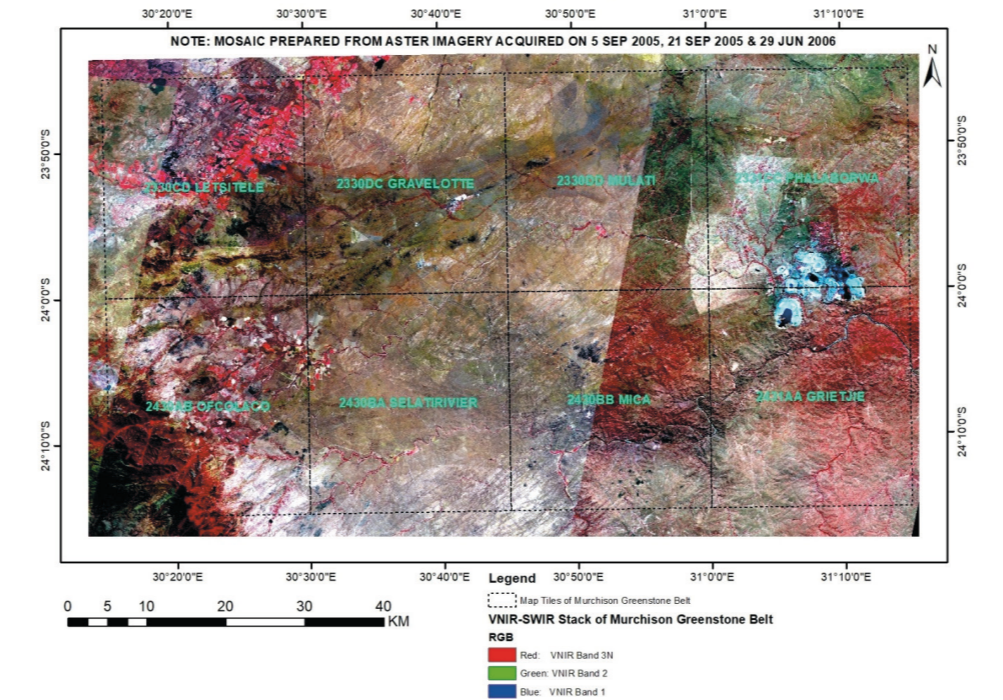 30°20'0"E 30°30'0"E 30°40'0"E 30°50'0"E 31°0'0"E 31°10'0"E
NOTE: MOSAIC PREPARED FROM ASTER IMAGERY ACQUIRED ON 5 SEP 2005, 21 SEP 2005 & 29 JUN 2006
N
23°50'0"S 23°50'0"S
2330CD LETSITELE 2330DC GRAVELOTTE 2330DD MULATI PHALABORWA
24°0'0"S 24°0'0"S
OFCOLACO 2430BA SELATIRIVIER 2430BB MICA 2431AA GRIETJIE
24°10'0"S 24°10'0"S
30°20'0"E 30°30'0"E 30°40'0"E 30°50'0"E 31°0'0"E 31°10'0"E
Legend
0 5 10 20 30 40
KM
Map Tiles of Murchison Greenstone Belt
VNIR-SWIR Stack of Murchison Greenstone Belt
RGB
Red: VNIR Band 3N
Green: VNIR Band 2
Blue: VNIR Band 1